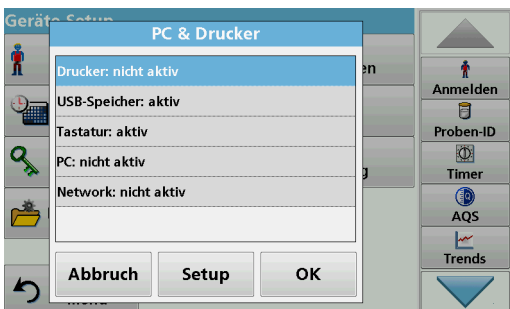 Geräte Setup
PC & Drucker
Drucker: nicht aktiv
USB-Speicher: aktiv
Tastatur: aktiv
PC: nicht aktiv
Network: nicht aktiv
Abbruch
Setup
OK
en
g
Anmelden
Proben-ID
Timer
AQS
Trends